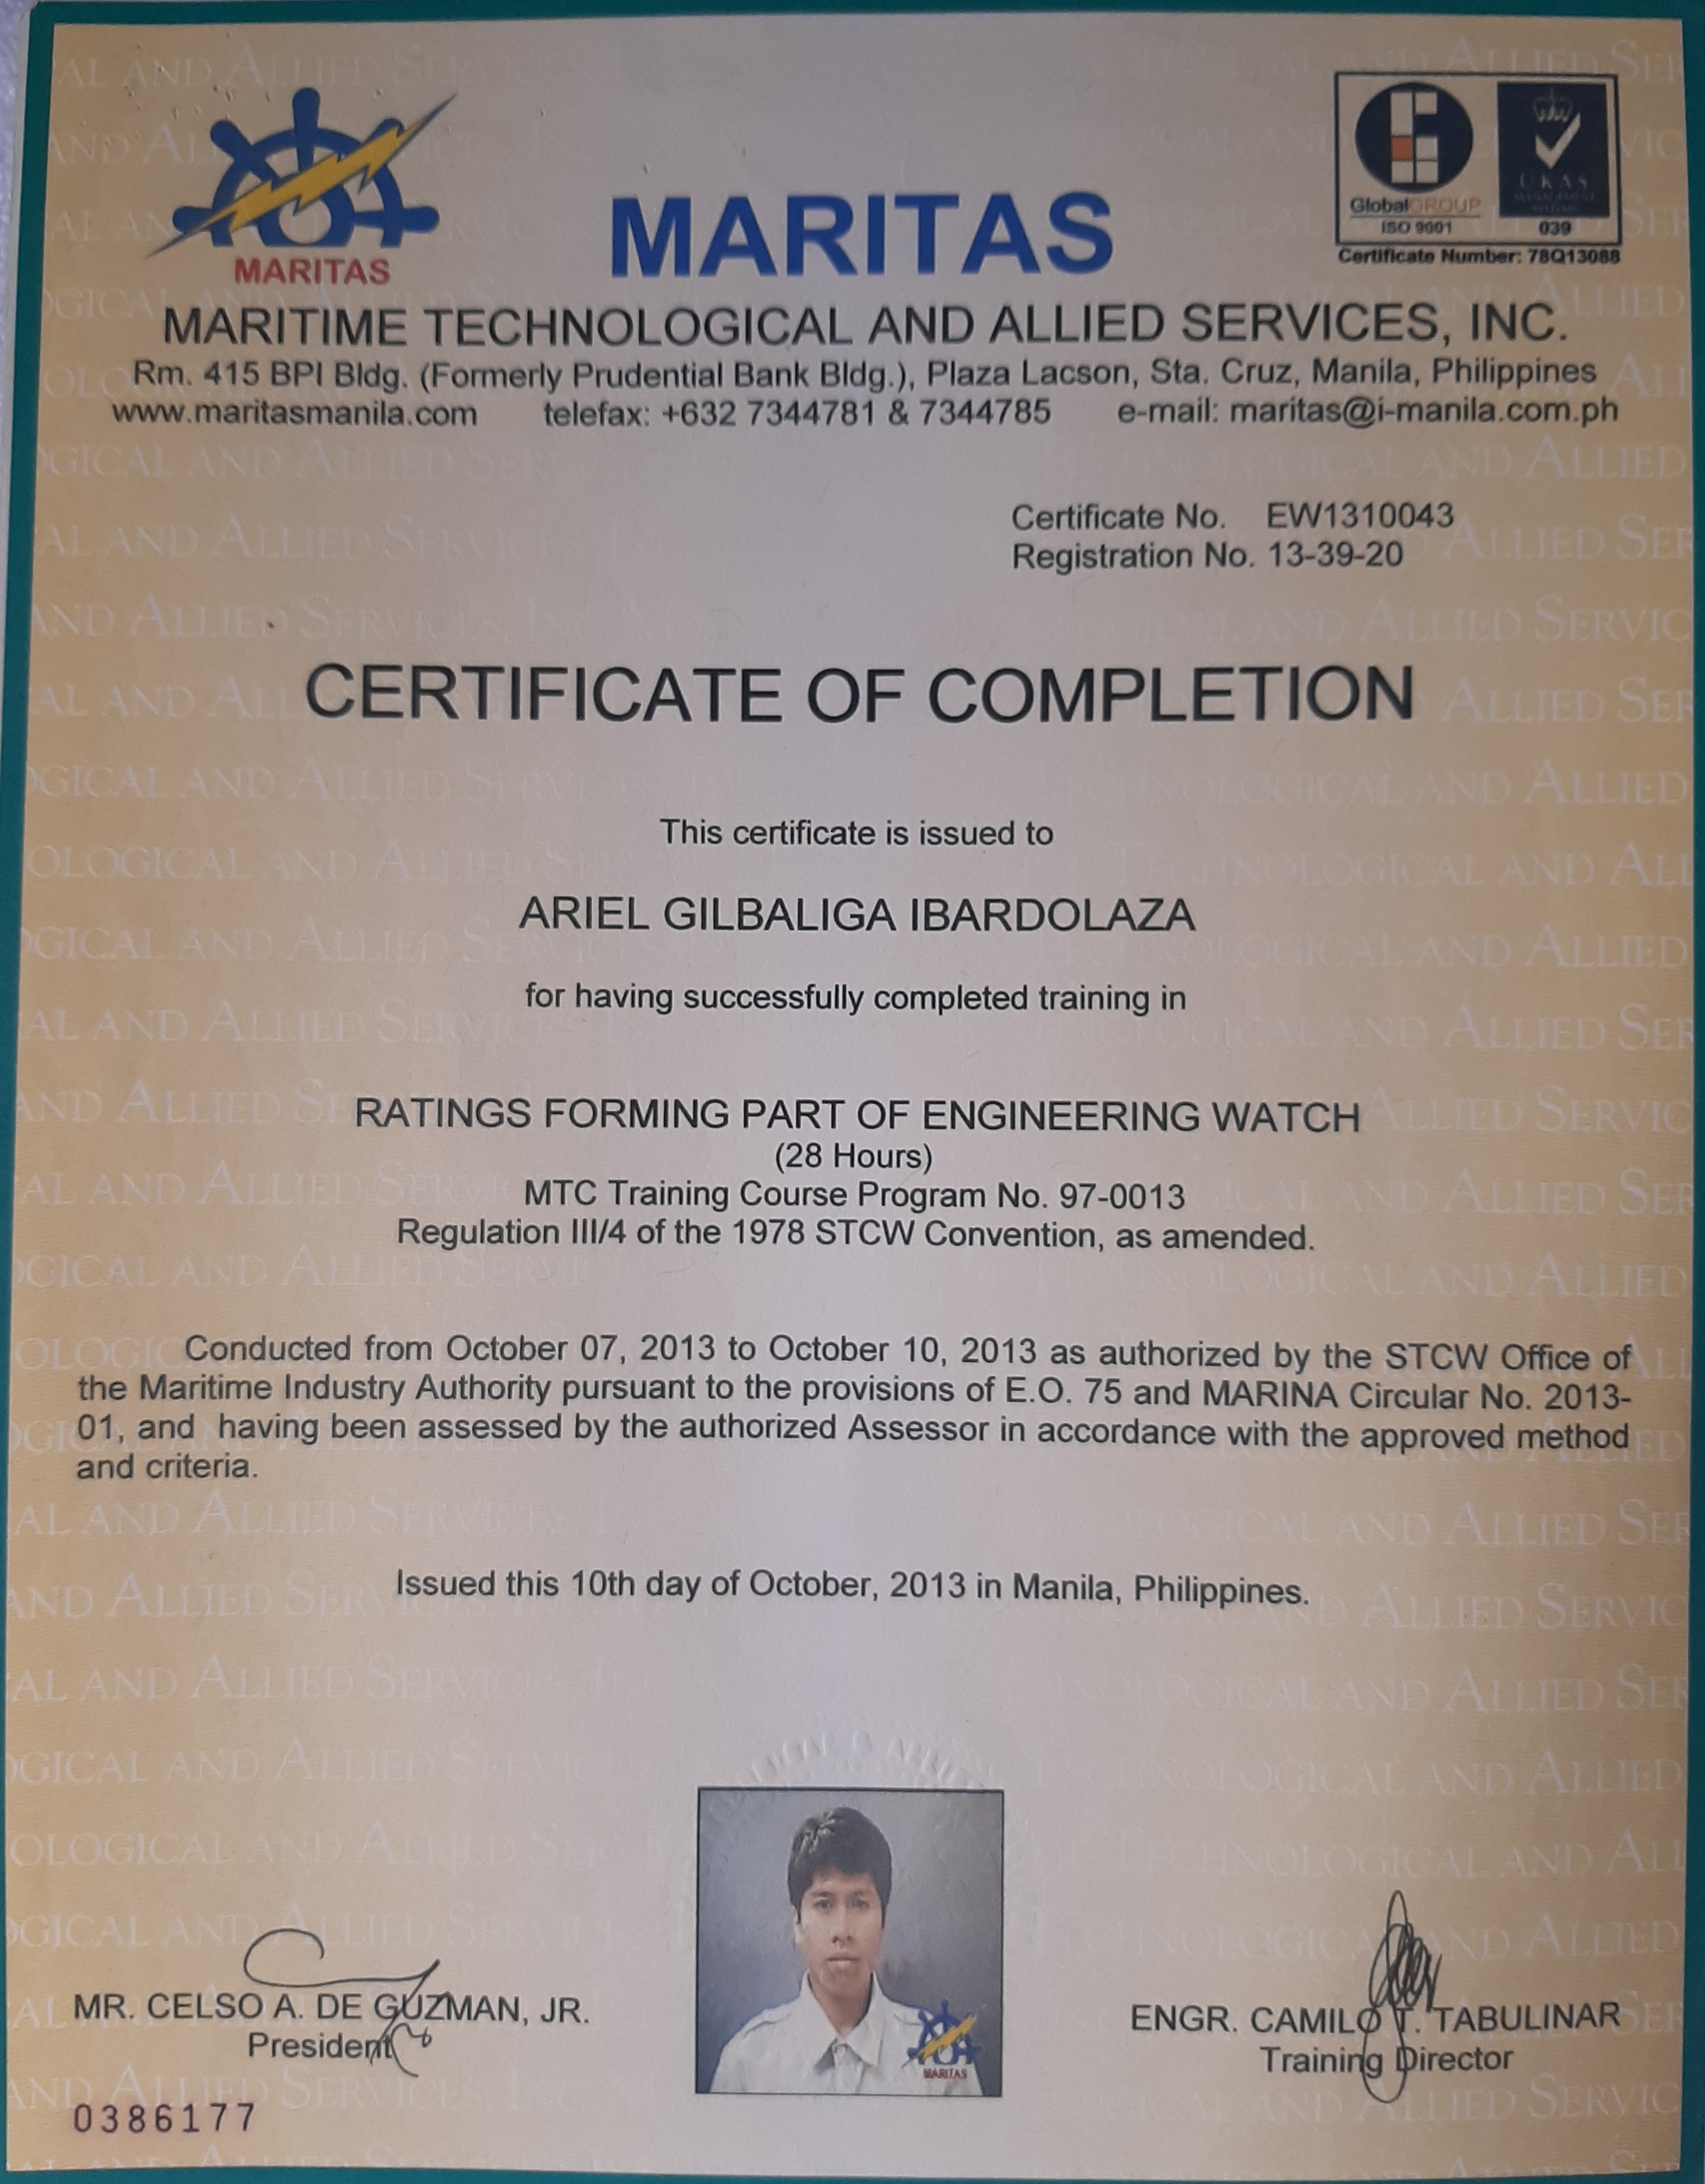 MARITAS
MARITAS
GlobalGROUP
ISO 9001
UKAS
MANAGEMENT
SYSTEMS
039
Certificate Number: 78Q13088
MARITIME TECHNOLOGICAL AND ALLIED SERVICES, INC.
Rm. 415 BPI Bldg. (Formerly Prudential Bank Bldg.), Plaza Lacson, Sta. Cruz, Manila, Philippines
www.maritasmanila.com telefax: +632 7344781 & 7344785 e-mail: maritas@i-manila.com.ph
Certificate No. EW1310043
Registration No. 13-39-20
CERTIFICATE OF COMPLETION
This certificate is issued to
ARIEL GILBALIGA IBARDOLAZA
for having successfully completed training in
RATINGS FORMING PART OF ENGINEERING WATCH
(28 Hours)
MTC Training Course Program No. 97-0013
Regulation III/4 of the 1978 STCW Convention, as amended.
Conducted from October 07, 2013 to October 10, 2013 as authorized by the STCW Office of
the Maritime Industry Authority pursuant to the provisions of E.O. 75 and MARINA Circular No. 2013-
01, and having been assessed by the authorized Assessor in accordance with the approved method
and criteria.
Issued this 10th day of October, 2013 in Manila, Philippines.
MARITAS
MR. CELSO A. DE GUZMAN, JR.
President
ENGR. CAMILO T. TABULINAR
Training Director
0386177